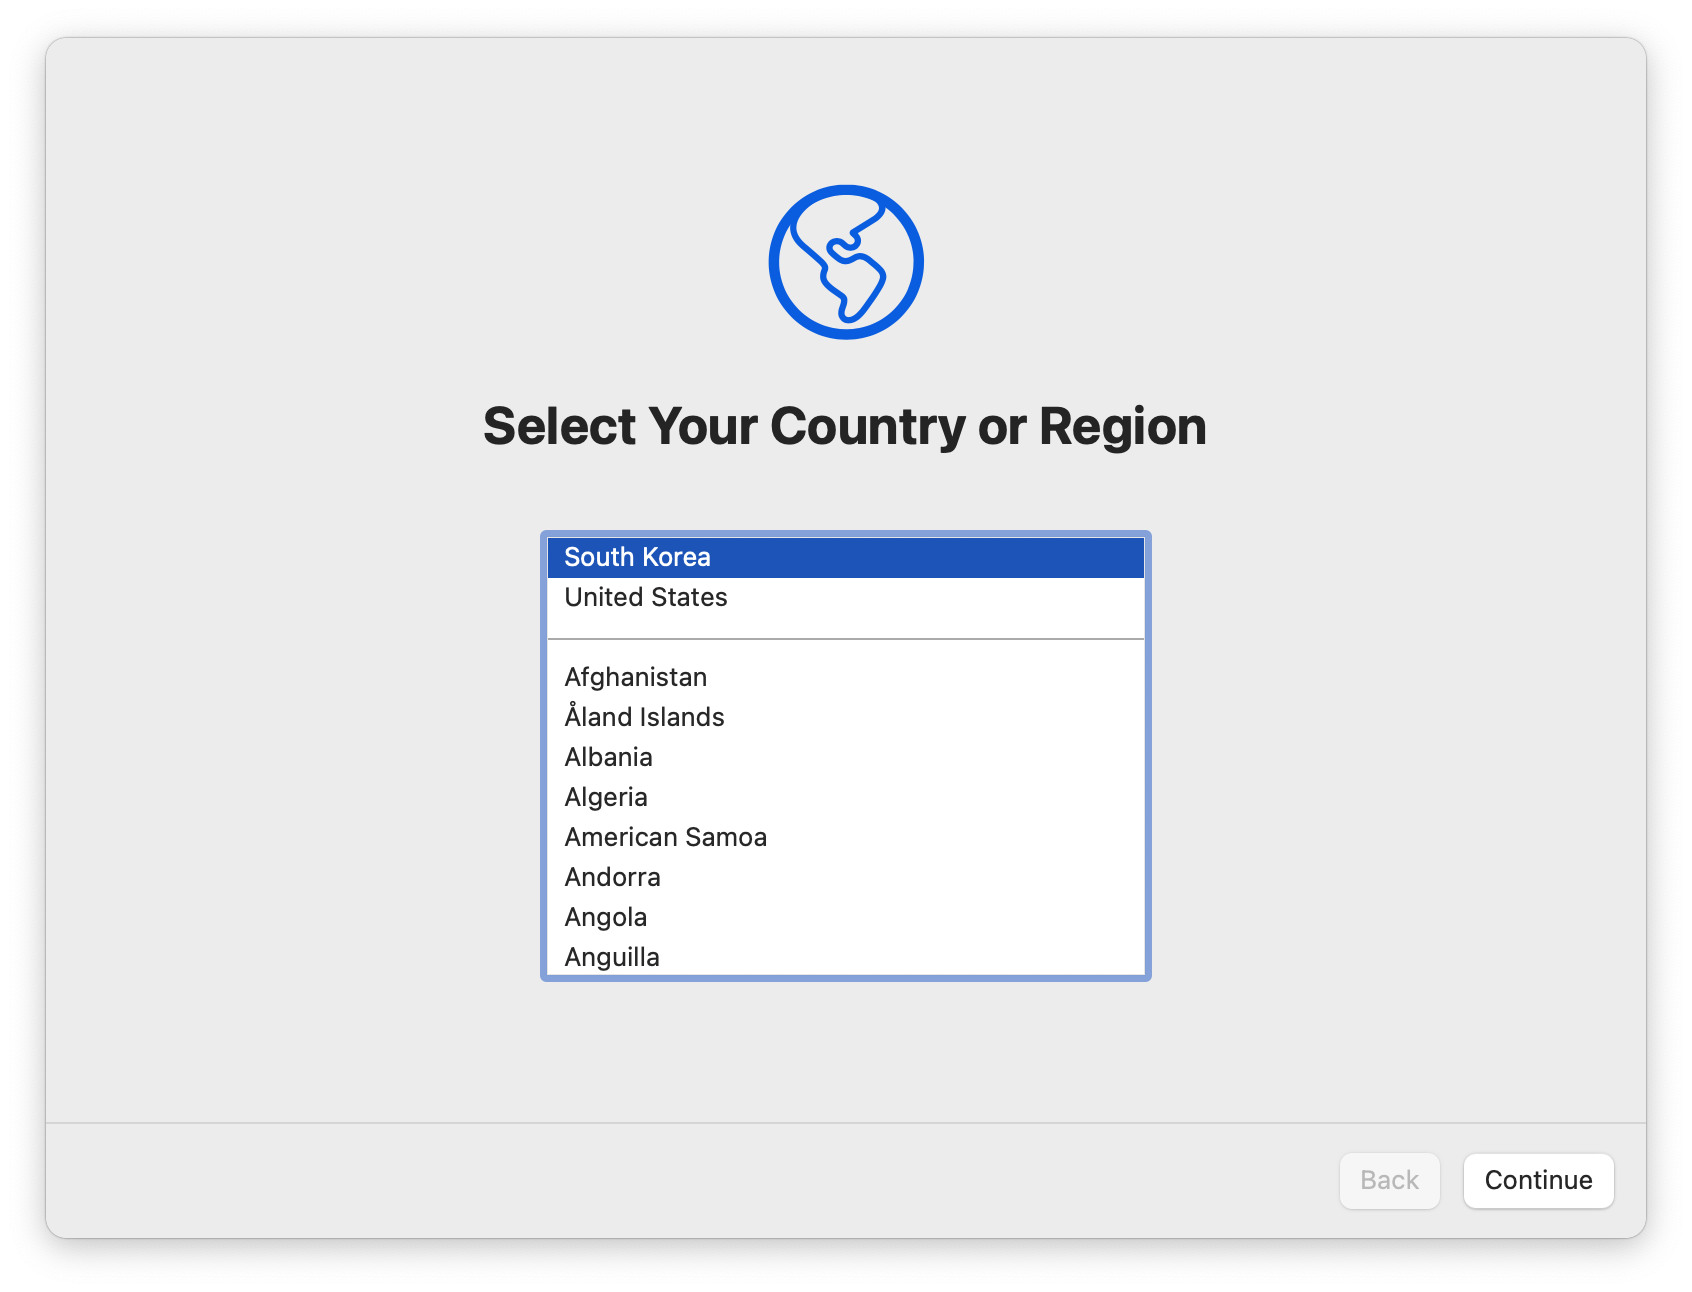 Select Your Country or Region
South Korea
United States
Afghanistan
Åland Islands
Albania
Algeria
American Samoa
Andorra
Angola
Anguilla
Back
Continue